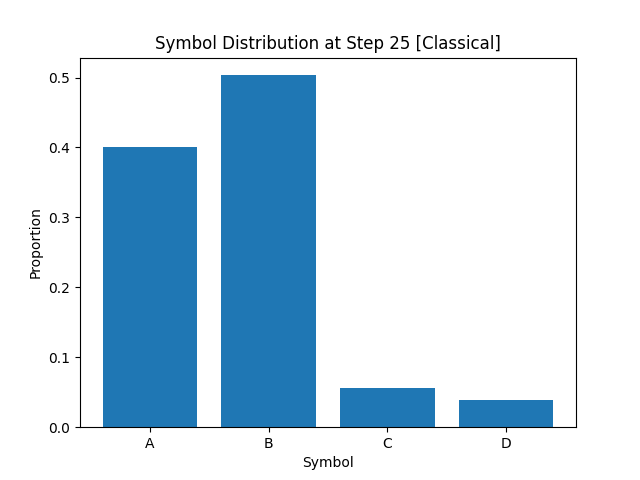 Symbol Distribution at Step 25 [Classical]
0.5
0.4
0.3
0.2
0.1
0.0
Proportion
A B C D
Symbol